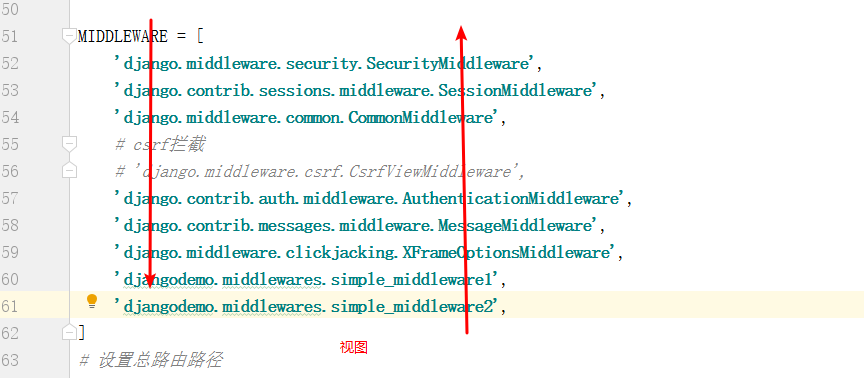 50
51 MIDDLEWARE = [
52 'django.middleware.security.SecurityMiddleware',
53 'django.contrib.sessions.middleware.SessionMiddleware',
54 'django.middleware.common.CommonMiddleware',
55 # csrf拦截
56 # 'django.middleware.csrf.CsrfViewMiddleware',
57 'django.contrib.auth.middleware.AuthenticationMiddleware',
58 'django.contrib.messages.middleware.MessageMiddleware',
59 'django.middleware.clickjacking.XFrameOptionsMiddleware',
60 'djangodemo.middlewares.simple_middleware1',
61 'djangodemo.middlewares.simple_middleware2',
62 ]
视图
63 # 设置总路由路径